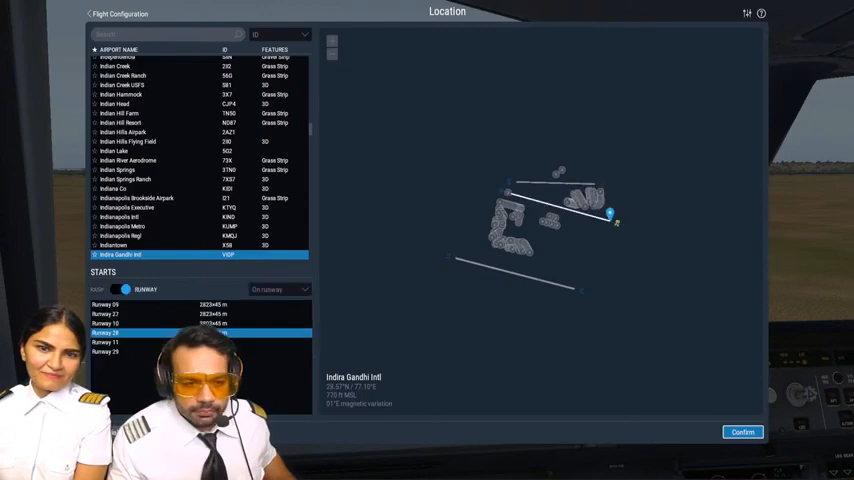 Flight Configuration
Location
Search
ID
AIRPORT NAME ID FEATURES
Indian Creek 2II2 Grass Strip
Indian Creek Ranch 56G Grass Strip
Indian Creek USFS S81 3D
Indian Hammock 3X7 Grass Strip
Indian Head CJP4 3D
Indian Hill Farm TN50 Grass Strip
Indian Hill Resort ND87 Grass Strip
Indian Hills Airpark 2AZ1
Indian Hills Flying Field 280 3D
Indian Lake 5G2
Indian River Aerodrome 73X Grass Strip
Indian Springs 3TN0 Grass Strip
Indian Springs Ranch 7XS7 3D
Indiana Co KIDI 3D
Indianapolis Brookside Airpark I21 Grass Strip
Indianapolis Executive KTYQ 3D
Indianapolis Intl KIND 3D
Indianapolis Metro KUMP 3D
Indianapolis Regl KMQJ 3D
Indiantown X58 3D
Indira Gandhi Intl VIDP
STARTS
RAMP RUNWAY On runway
Runway 09 2823×45 m
Runway 27 2823×45 m
Runway 10
Runway 28
Runway 11
Runway 29
28
Indira Gandhi Intl
28.57°N / 77.10°E
770 ft MSL
01°E magnetic variation
Confirm